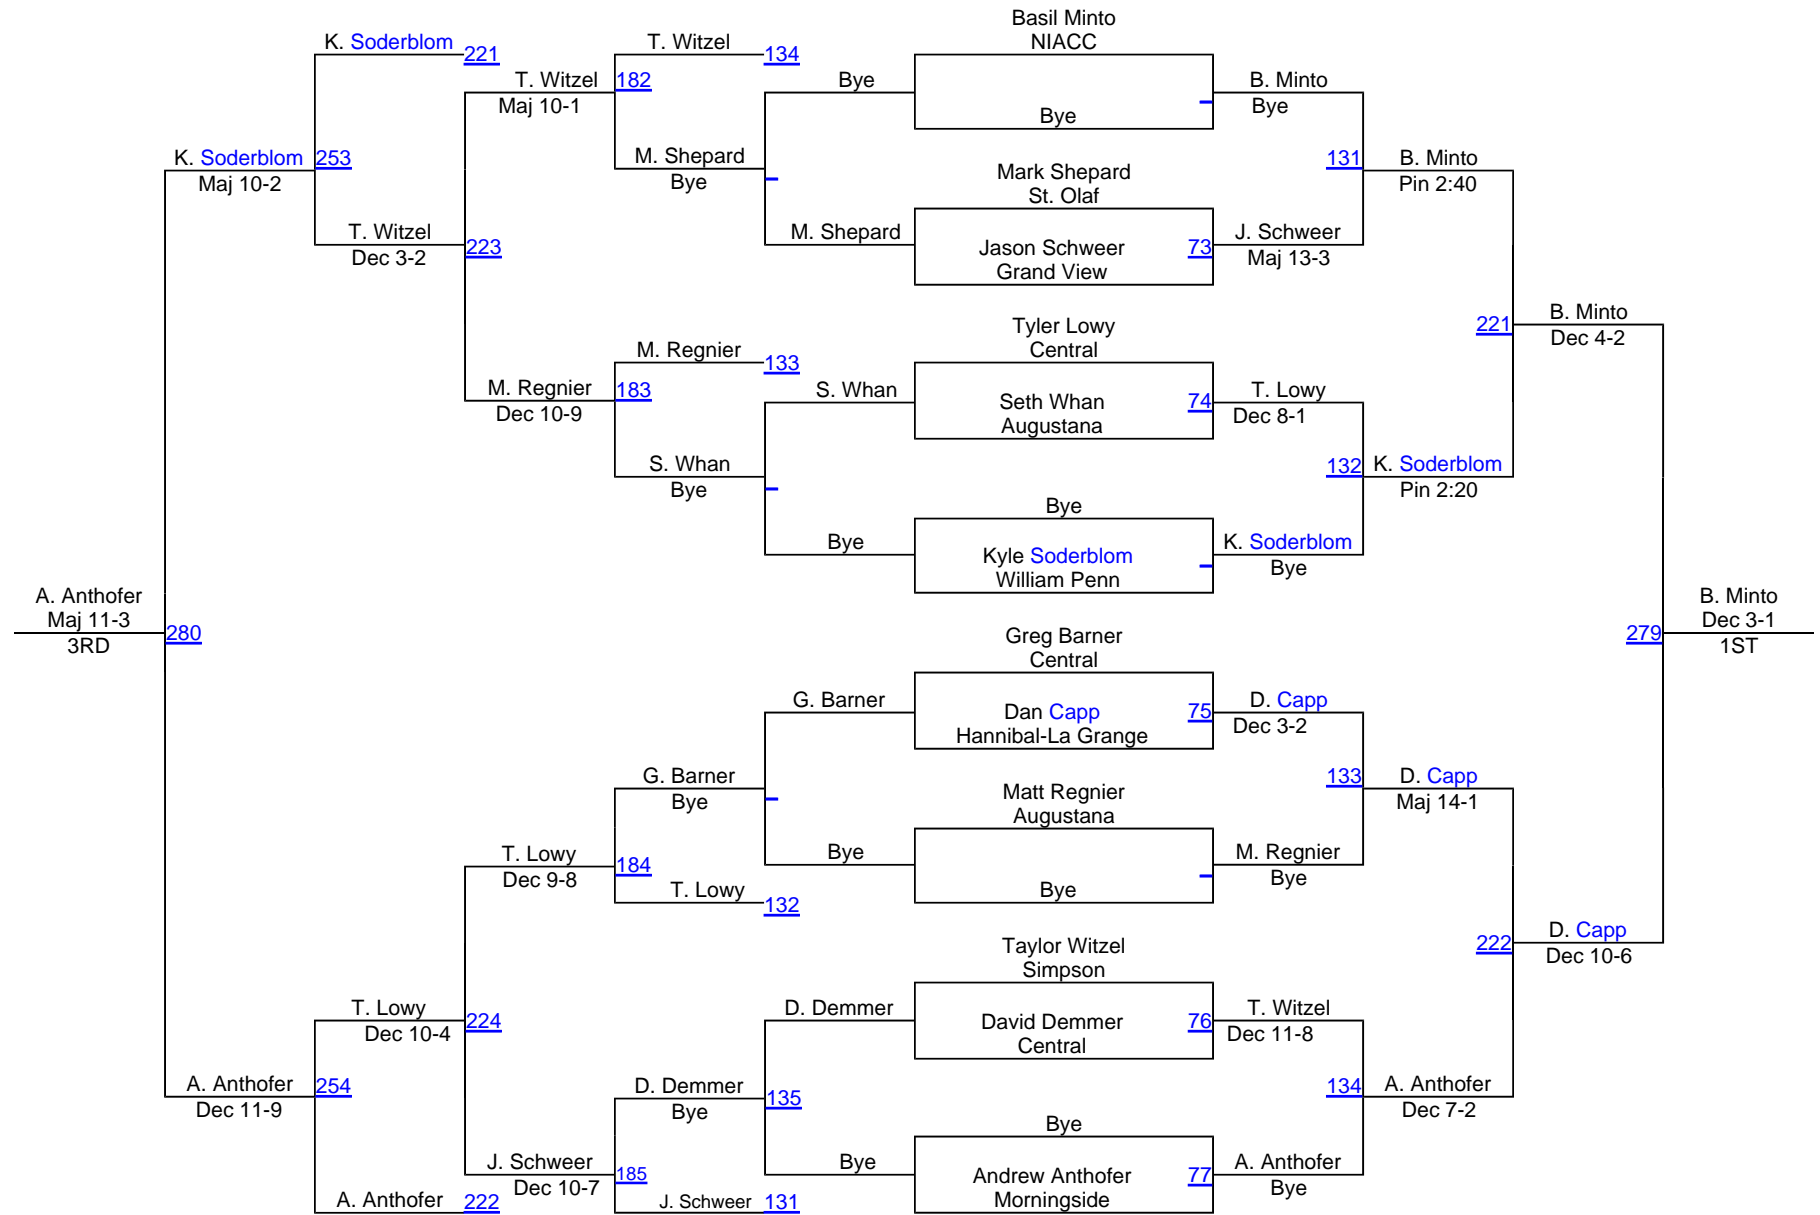 Basil Minto
NIACC
K. Soderblom
221
T. Witzel
134
T. Witzel
182
Maj 10-1
Bye
B. Minto
Bye
Bye
M. Shepard
Bye
K. Soderblom
253
Maj 10-2
Mark Shepard
St. Olaf
131
B. Minto
Pin 2:40
T. Witzel
Dec 3-2
223
M. Shepard
Jason Schweer
Grand View
73
J. Schweer
Maj 13-3
Tyler Lowy
Central
221
B. Minto
Dec 4-2
M. Regnier
133
M. Regnier
183
Dec 10-9
S. Whan
Seth Whan
Augustana
74
T. Lowy
Dec 8-1
S. Whan
Bye
132
K. Soderblom
Pin 2:20
Bye
Bye
Kyle Soderblom
William Penn
K. Soderblom
Bye
A. Anthofer
Maj 11-3
3RD
280
B. Minto
Dec 3-1
1ST
279
Greg Barner
Central
G. Barner
Dan Capp
Hannibal-La Grange
75
D. Capp
Dec 3-2
G. Barner
Bye
Matt Regnier
Augustana
133
D. Capp
Maj 14-1
T. Lowy
Dec 9-8
184
Bye
Bye
M. Regnier
Bye
T. Lowy
132
Taylor Witzel
Simpson
222
D. Capp
Dec 10-6
T. Lowy
Dec 10-4
224
D. Demmer
David Demmer
Central
76
T. Witzel
Dec 11-8
A. Anthofer
Dec 11-9
254
D. Demmer
Bye
135
134
A. Anthofer
Dec 7-2
Bye
J. Schweer
Dec 10-7
185
Bye
Andrew Anthofer
Morningside
77
A. Anthofer
Bye
A. Anthofer
222
J. Schweer
131